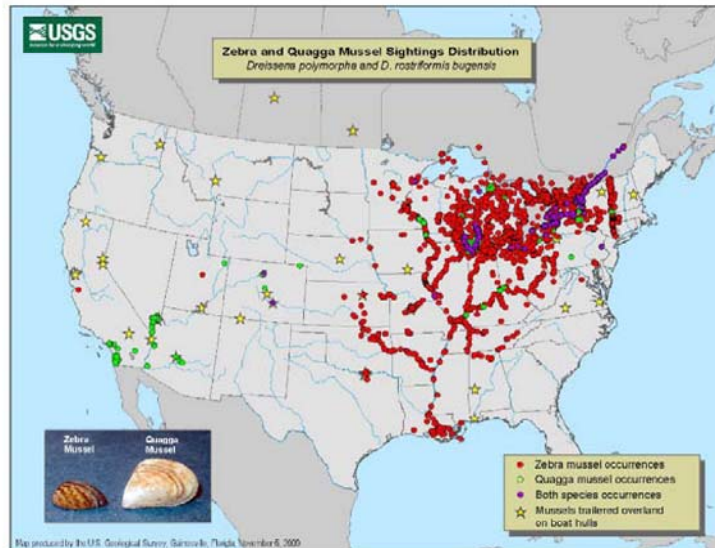 USGS
science for a changing world
Zebra and Quagga Mussel Sightings Distribution
Dreissena polymorpha and D. rostriformis bugensis
Zebra
Mussel
Quagga
Mussel
Zebra mussel occurrences
Quagga mussel occurrences
Both species occurrences
Mussels trailered overland
on boat hulls
Map produced by the U.S. Geological Survey, Gainesville, Florida, November 6, 2009